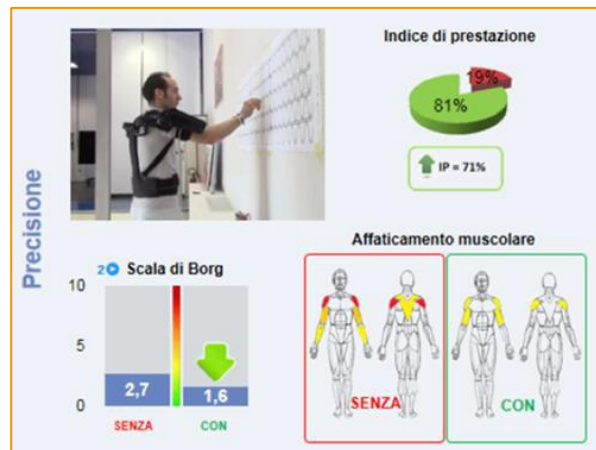 Precisione
Indice di prestazione
19%
81%
IP = 71%
2 Scala di Borg
10
5
0
2,7
1,6
SENZA
CON
Affaticamento muscolare
SENZA
CON